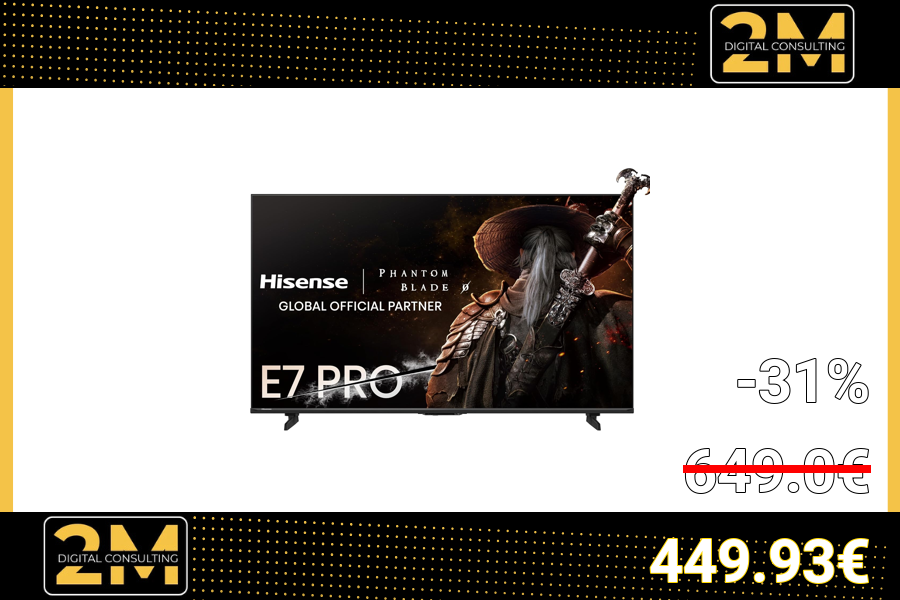 2M
DIGITAL CONSULTING
Hisense
PHANTOM
BLADE 0
GLOBAL OFFICIAL PARTNER
E7 PRO
-31%
649.0€
2M
DIGITAL CONSULTING
449.93€